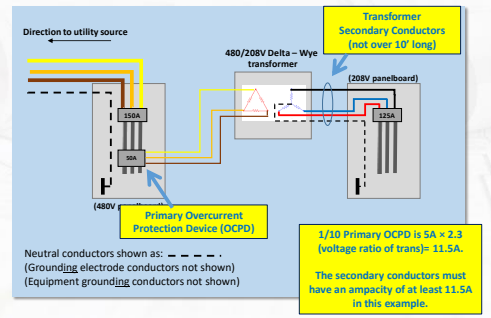 Transformer
Secondary Conductors
(not over 10' long)
Direction to utility source
480/208V Delta – Wye
transformer
(208V panelboard)
150A
125A
50A
(480V
Primary Overcurrent
Protection Device (OCPD)
1/10 Primary OCPD is 5A × 2.3
(voltage ratio of trans)= 11.5A.
The secondary conductors must
have an ampacity of at least 11.5A
in this example.
Neutral conductors shown as:
(Grounding electrode conductors not shown)
(Equipment grounding conductors not shown)